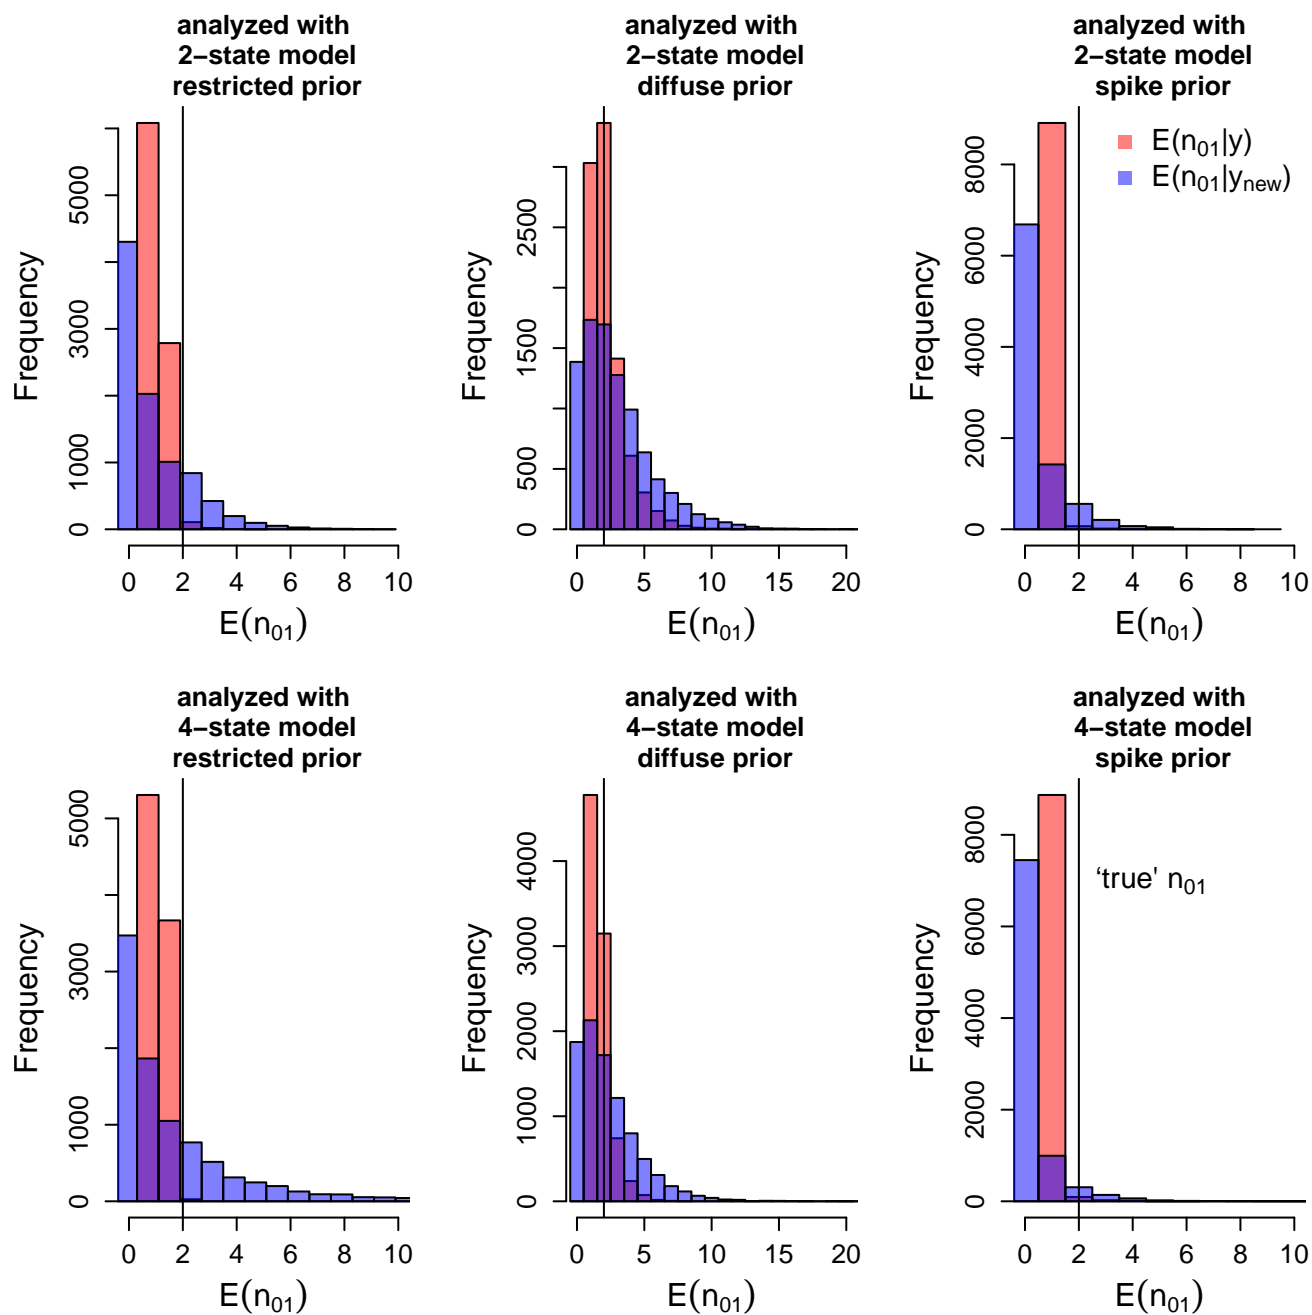 analyzed with
2−state model
restricted prior
Frequency
0
1000
3000
5000
0
2
4
6
8
10
E(n01)
analyzed with
2−state model
diffuse prior
Frequency
0
500
1500
2500
0
5
10
15
20
E(n01)
analyzed with
2−state model
spike prior
E(n01|y)
E(n01|ynew)
Frequency
0
2000
4000
6000
8000
0
2
4
6
8
10
E(n01)
analyzed with
4−state model
restricted prior
Frequency
0
1000
3000
5000
0
2
4
6
8
10
E(n01)
analyzed with
4−state model
diffuse prior
Frequency
0
1000
2000
3000
4000
0
5
10
15
20
E(n01)
analyzed with
4−state model
spike prior
‘true' n01
Frequency
0
2000
4000
6000
8000
0
2
4
6
8
10
E(n01)